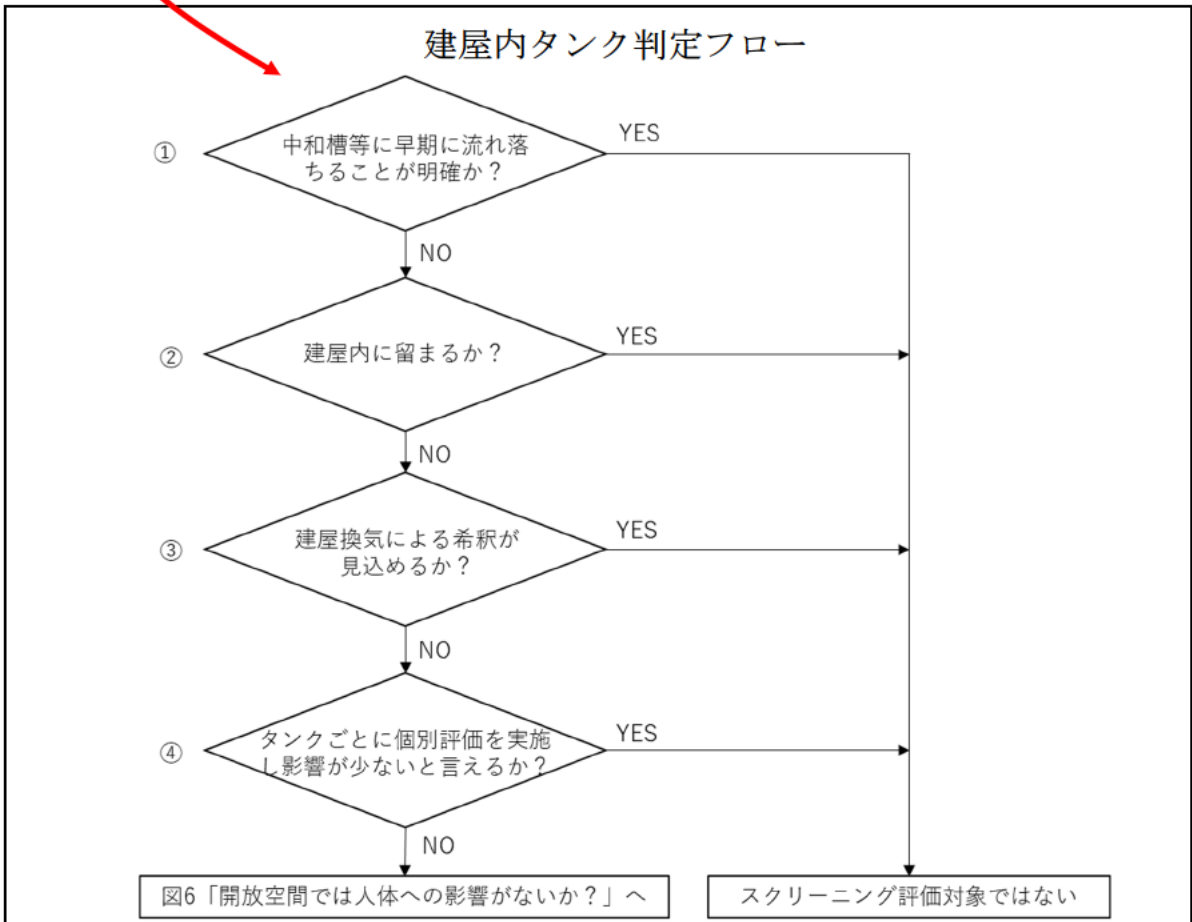 建屋内タンク判定フロー
①
中和槽等に早期に流れ落
ちることが明確か？
YES
NO
②
建屋内に留まるか？
YES
NO
③
建屋換気による希釈が
見込めるか？
YES
NO
④
タンクごとに個別評価を実施
し影響が少ないと言えるか？
YES
NO
図6「開放空間では人体への影響がないか？」へ
スクリーニング評価対象ではない